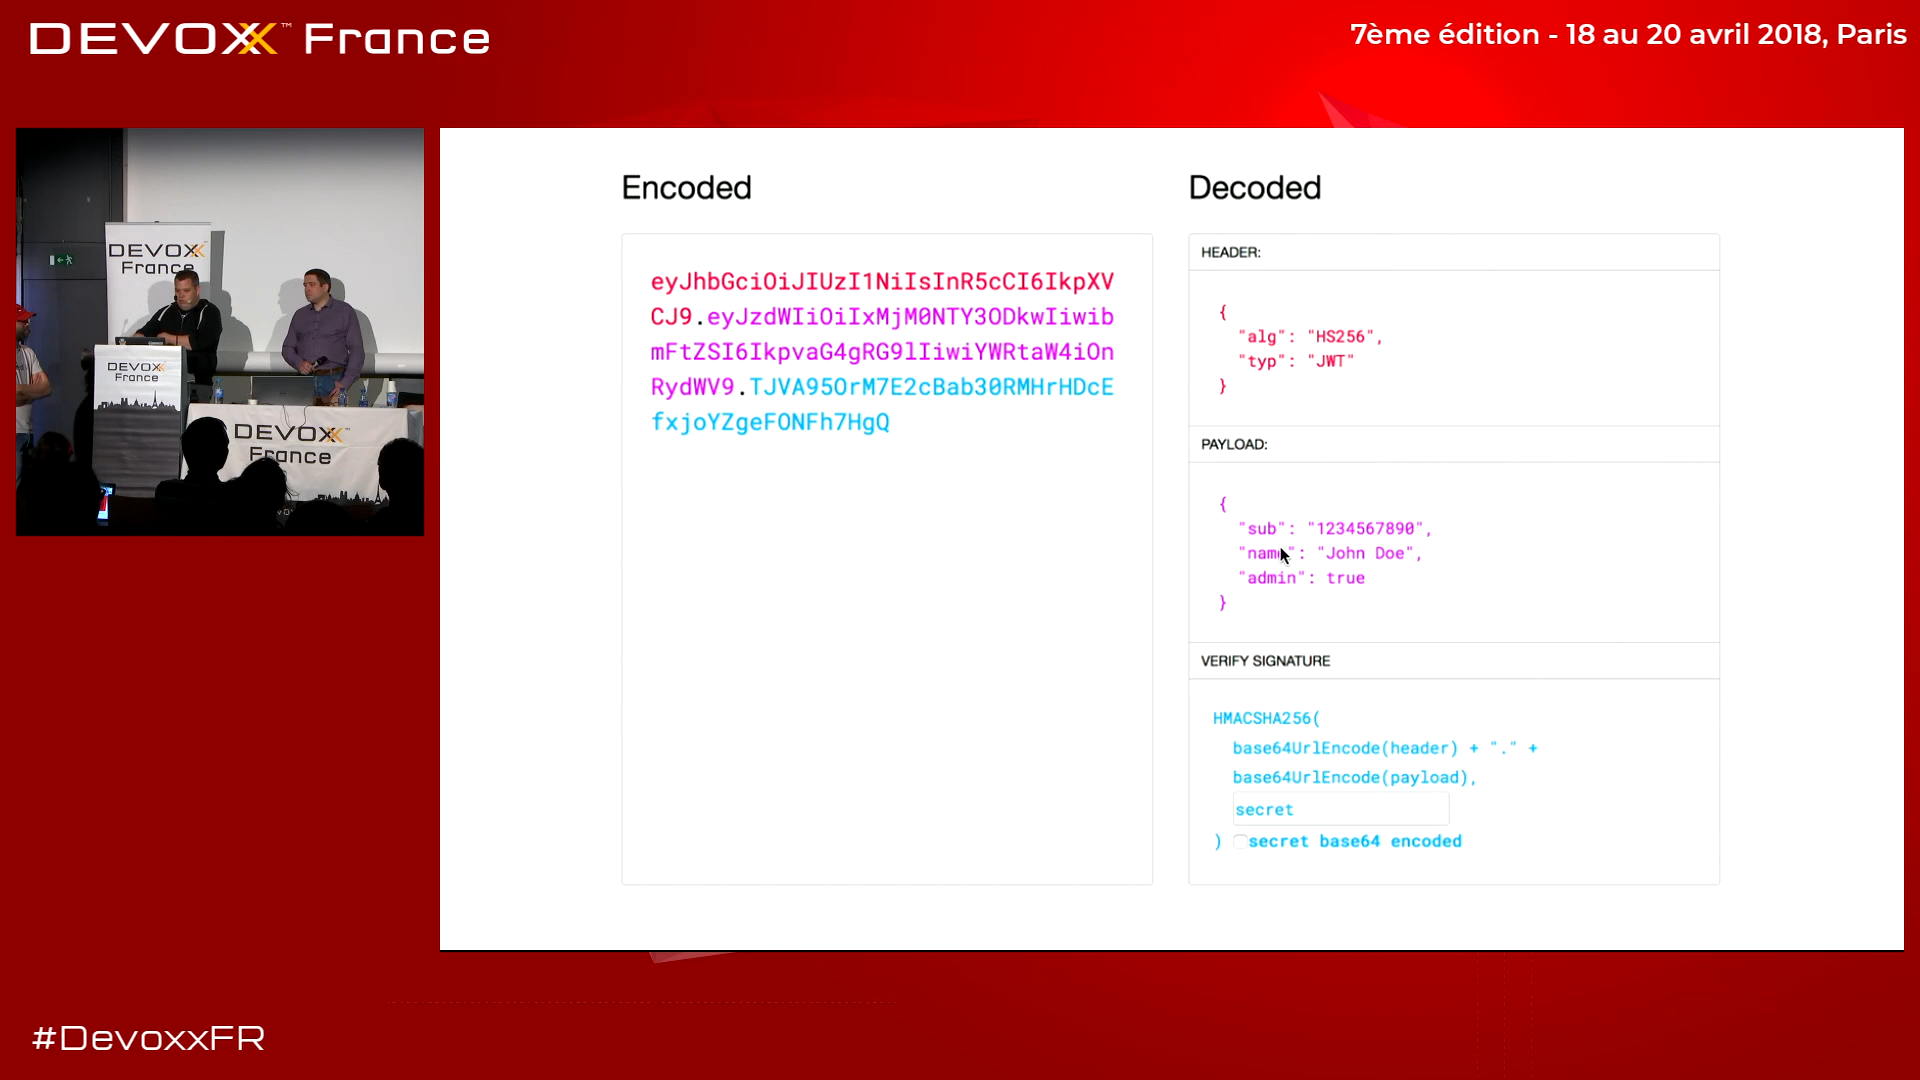 DEVOXX™ France
7ème édition - 18 au 20 avril 2018, Paris
DEVOXX
France
DEVOXX
France
DEVOXX™
France
Encoded
eyJhbGciOiJIUzI1NiIsInR5cCI6IkpXV
CJ9.eyJzdWIiOiIxMjM0NTY3ODkwIiwib
mFtZSI6IkpvaG4gRG9lIiwiYWRtaW4iOn
RydWV9.TJVA95OrM7E2cBab30RMHrHDcE
fxjoYZgeFONFh7HgQ
Decoded
HEADER:
{
"alg": "HS256",
"typ": "JWT"
}
PAYLOAD:
{
"sub": "1234567890",
"name": "John Doe",
"admin": true
}
VERIFY SIGNATURE
HMACSHA256(
base64UrlEncode(header) + "." +
base64UrlEncode(payload),
secret
) secret base64 encoded
#DevoxxFR